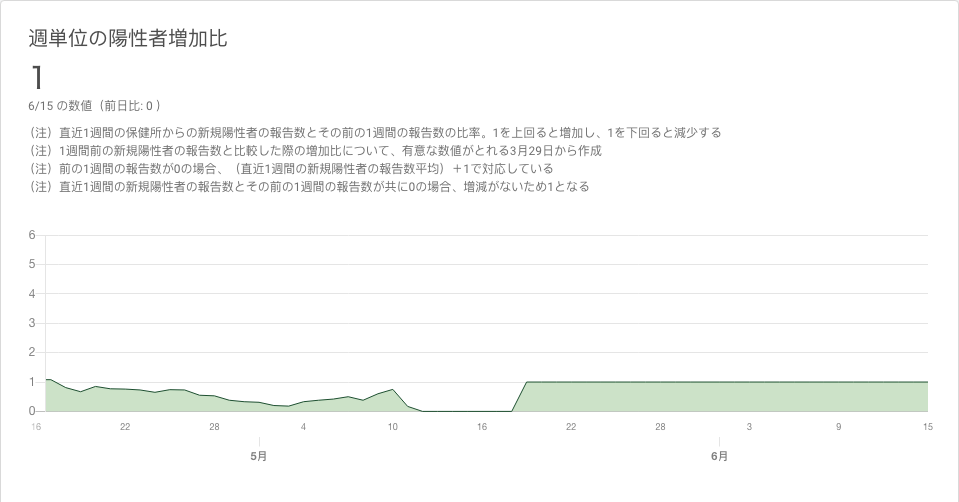 週単位の陽性者増加比
1
6/15 の数値（前日比: 0 ）
（注）直近1週間の保健所からの新規陽性者の報告数とその前の1週間の報告数の比率。1を上回ると増加し、1を下回ると減少する
（注）1週間前の新規陽性者の報告数と比較した際の増加比について、有意な数値がとれる3月29日から作成
（注）前の1週間の報告数が0の場合、（直近1週間の新規陽性者の報告数平均）＋1で対応している
（注）直近1週間の新規陽性者の報告数とその前の1週間の報告数が共に0の場合、増減がないため1となる
6
5
4
3
2
1
0
16 22 28 4 10 16 22 28 3 9 15
5月 6月